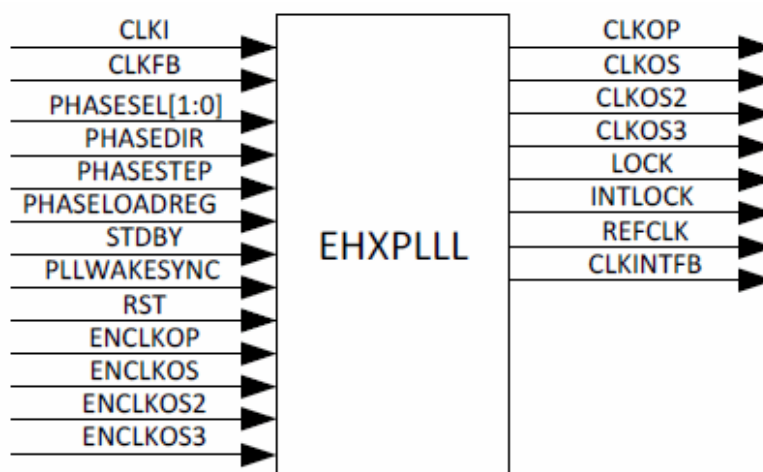 CLKI
CLKFB
PHASESEL[1:0]
PHASEDIR
PHASESTEP
PHASELOADREG
STDBY
PLLWAKESYNC
RST
ENCLKOP
ENCLKOS
ENCLKOS2
ENCLKOS3
EHXPLLL
CLKOP
CLKOS
CLKOS2
CLKOS3
LOCK
INTLOCK
REFCLK
CLKINTFB